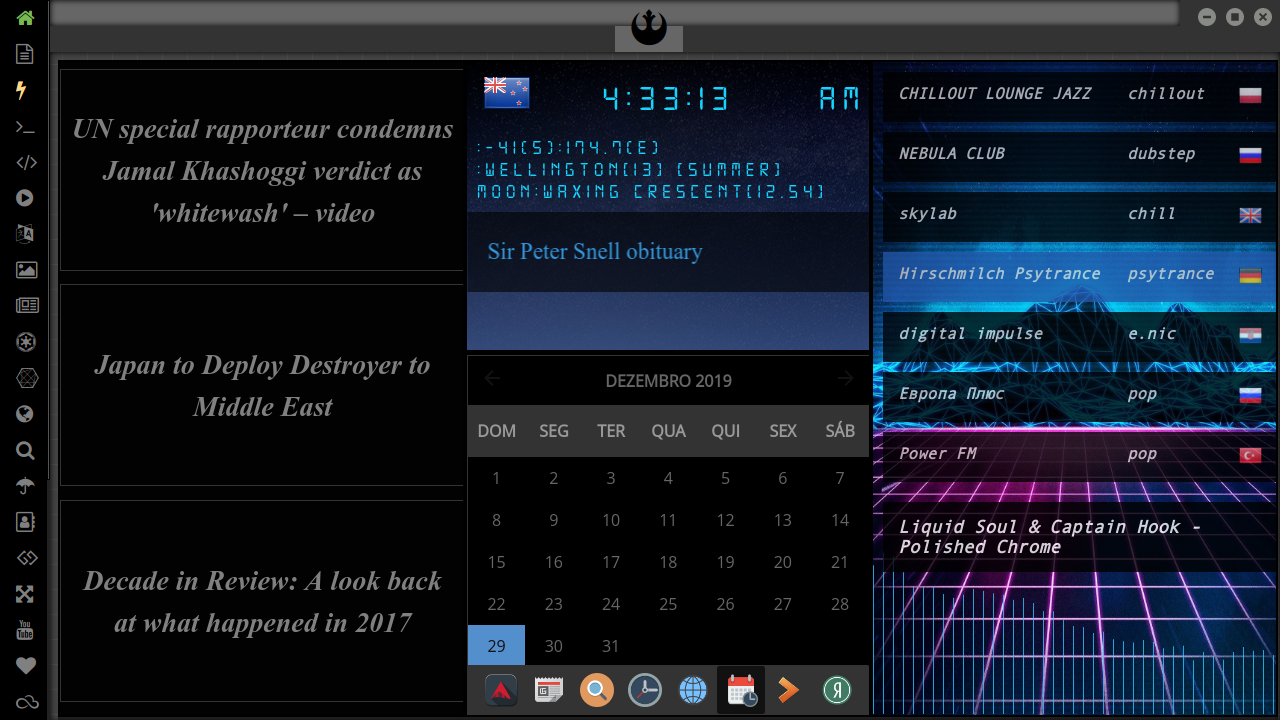 UN special rapporteur condemns
Jamal Khashoggi verdict as
'whitewash' – video
Japan to Deploy Destroyer to
Middle East
Decade in Review: A look back
at what happened in 2017
4:33:13 AM
:-41(S):174.7(E)
:WELLINGTON(13) (SUMMER)
MOON:WAXING CRESCENT(12.54)
Sir Peter Snell obituary
DEZEMBRO 2019
DOM SEG TER QUA QUI SEX SÁB
1 2 3 4 5 6 7
8 9 10 11 12 13 14
15 16 17 18 19 20 21
22 23 24 25 26 27 28
29 30 31
CHILLOUT LOUNGE JAZZ chillout
NEBULA CLUB dubstep
skylab chill
Hirschmilch Psytrance psytrance
digital impulse e.nic
Европа Плюс pop
Power FM pop
Liquid Soul & Captain Hook -
Polished Chrome
You
Tube
Я